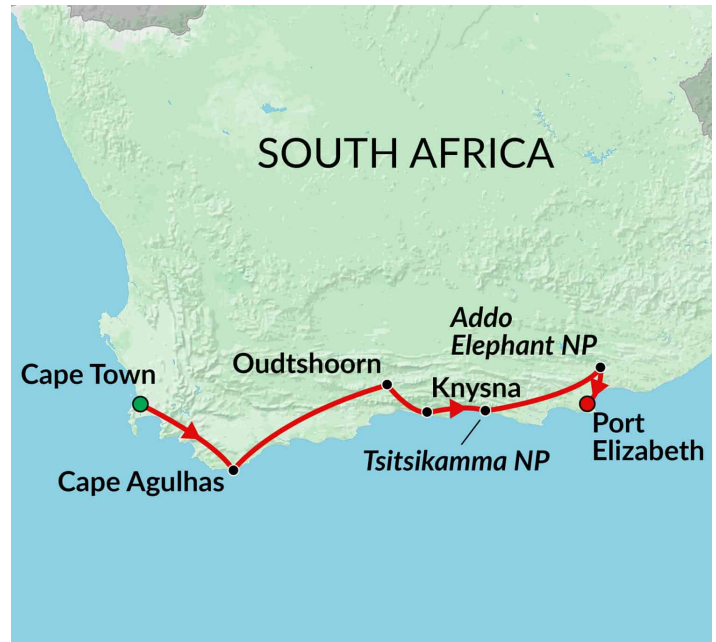 SOUTH AFRICA
Addo
Elephant NP
Oudtshoorn
Cape Town
Knysna
Port
Elizabeth
Tsitsikamma NP
Cape Agulhas